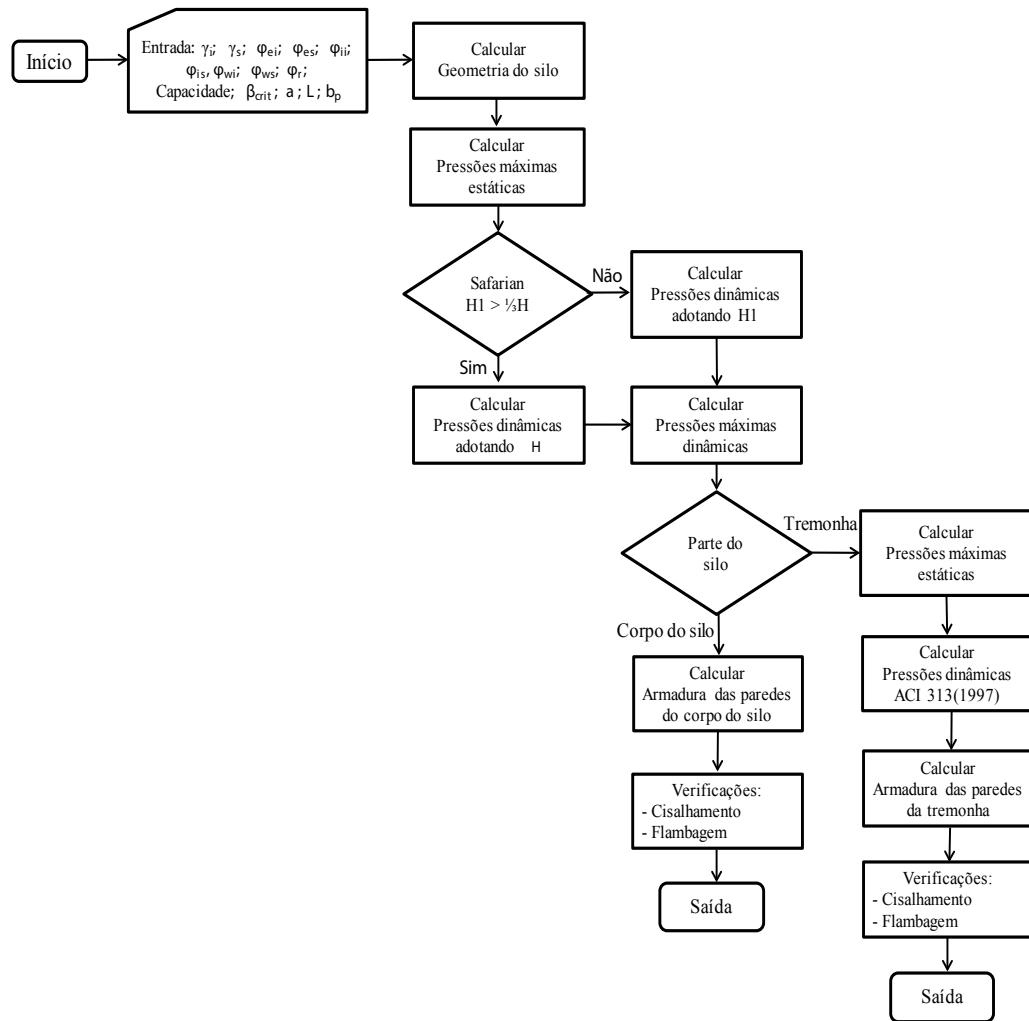 Início
Entrada: γᵢ; γₛ; φₑᵢ; φₑₛ; φᵢᵢ;
φᵢₛ, φwᵢ; φwₛ; φᵣ;
Capacidade; βcrit; a ; L ; bₚ
Calcular
Geometria do silo
Calcular
Pressões máximas
estáticas
Safarian
H1 > ⅓H
Não
Calcular
Pressões dinâmicas
adotando H1
Sim
Calcular
Pressões dinâmicas
adotando H
Calcular
Pressões máximas
dinâmicas
Parte do
silo
Tremonha
Calcular
Pressões máximas
estáticas
Corpo do silo
Calcular
Armadura das paredes
do corpo do silo
Calcular
Pressões dinâmicas
ACI 313(1997)
Verificações:
- Cisalhamento
- Flambagem
Calcular
Armadura das paredes
da tremonha
Saída
Verificações:
- Cisalhamento
- Flambagem
Saída